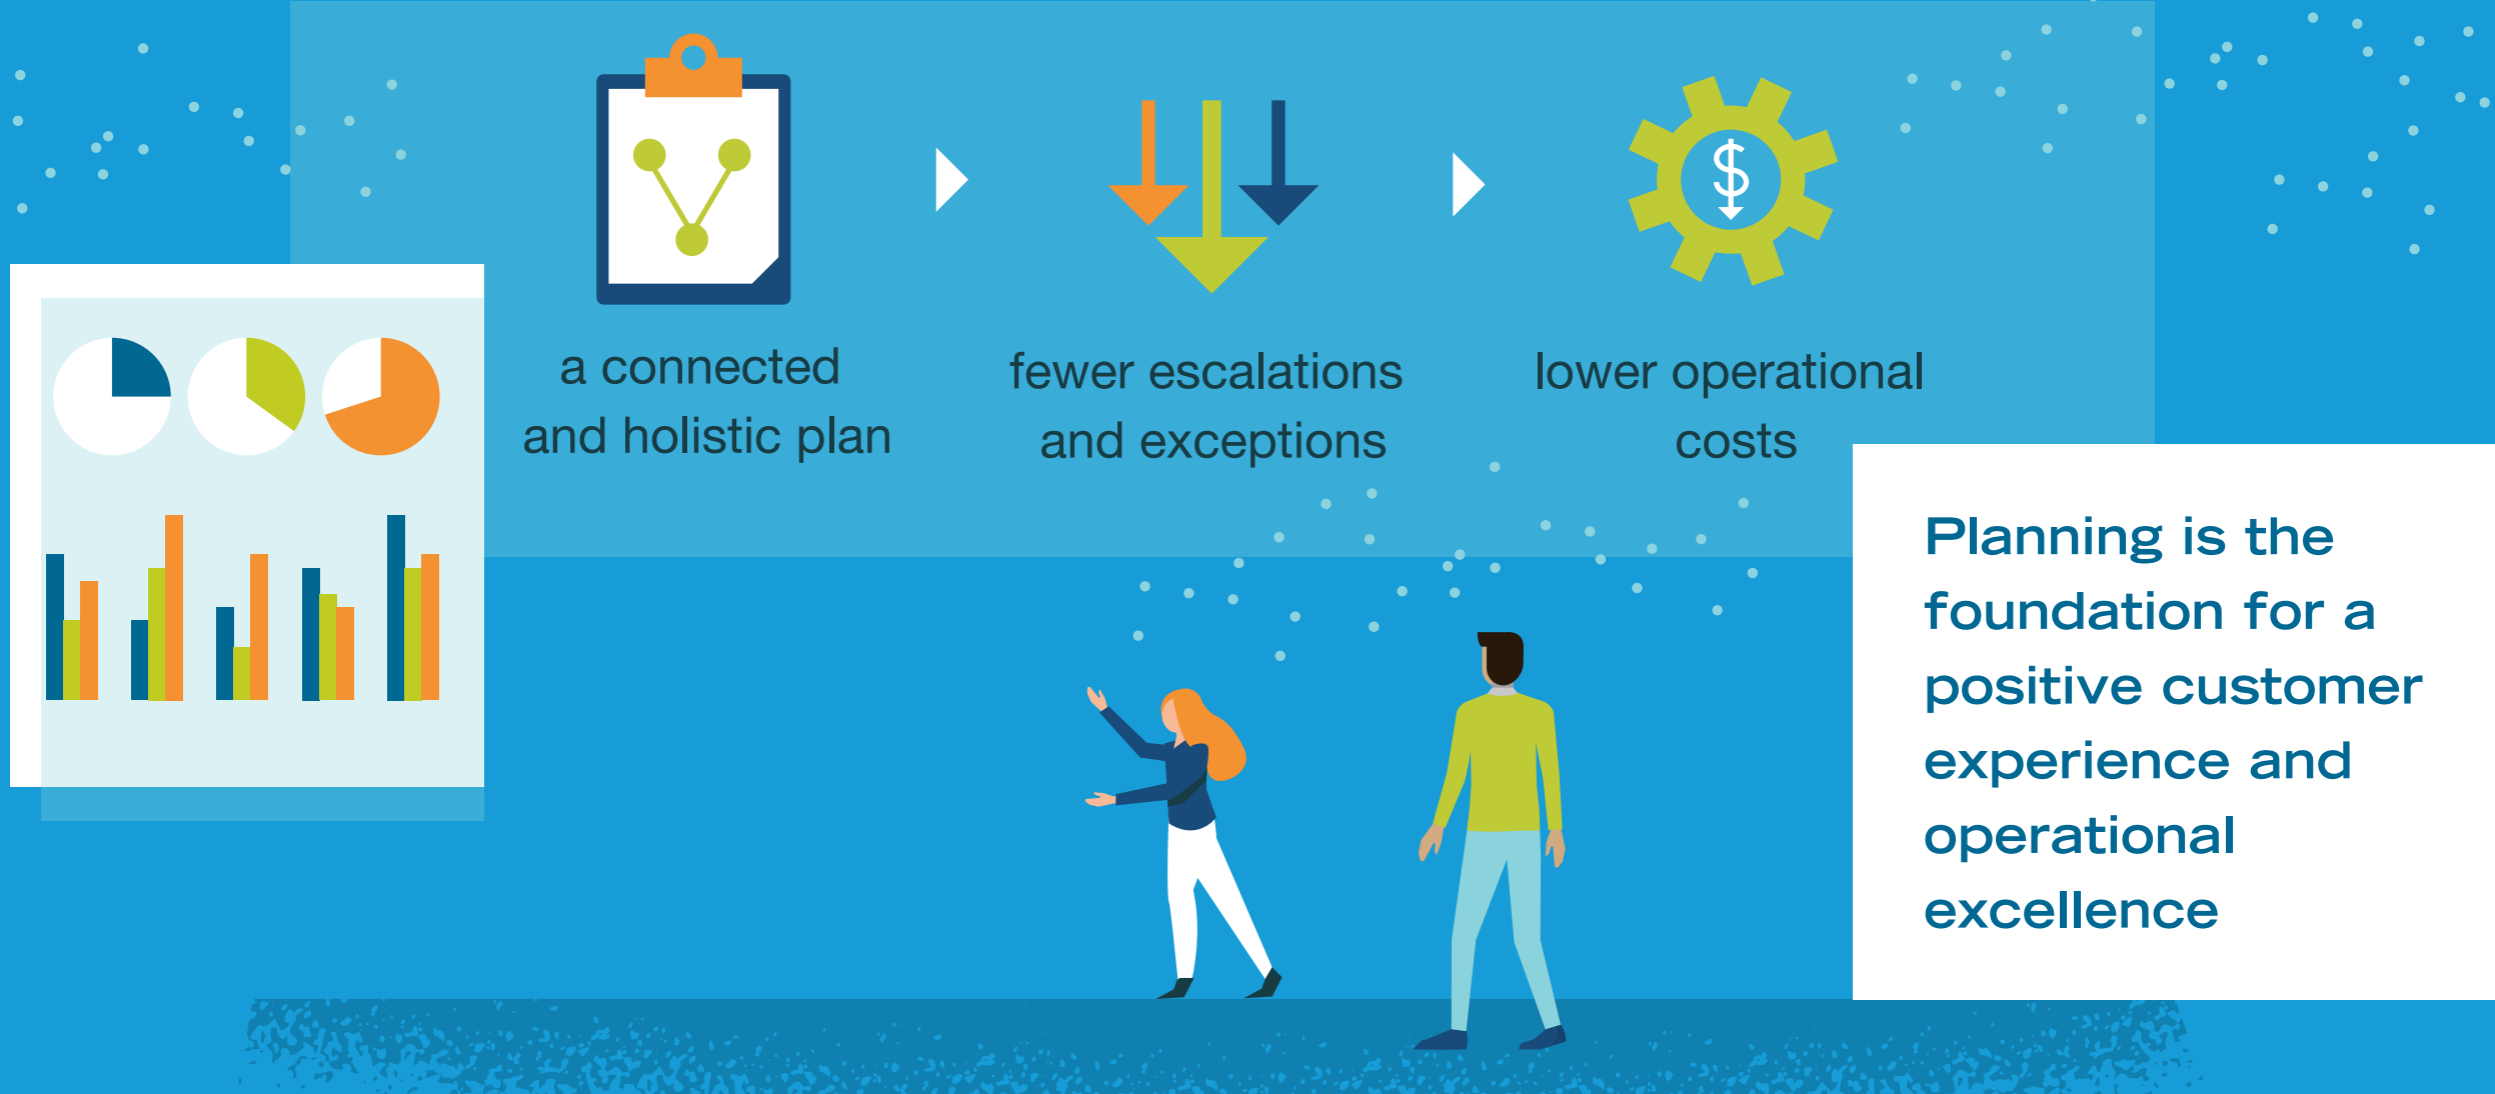 a connected
and holistic plan
fewer escalations
and exceptions
lower operational
costs
Planning is the
foundation for a
positive customer
experience and
operational
excellence